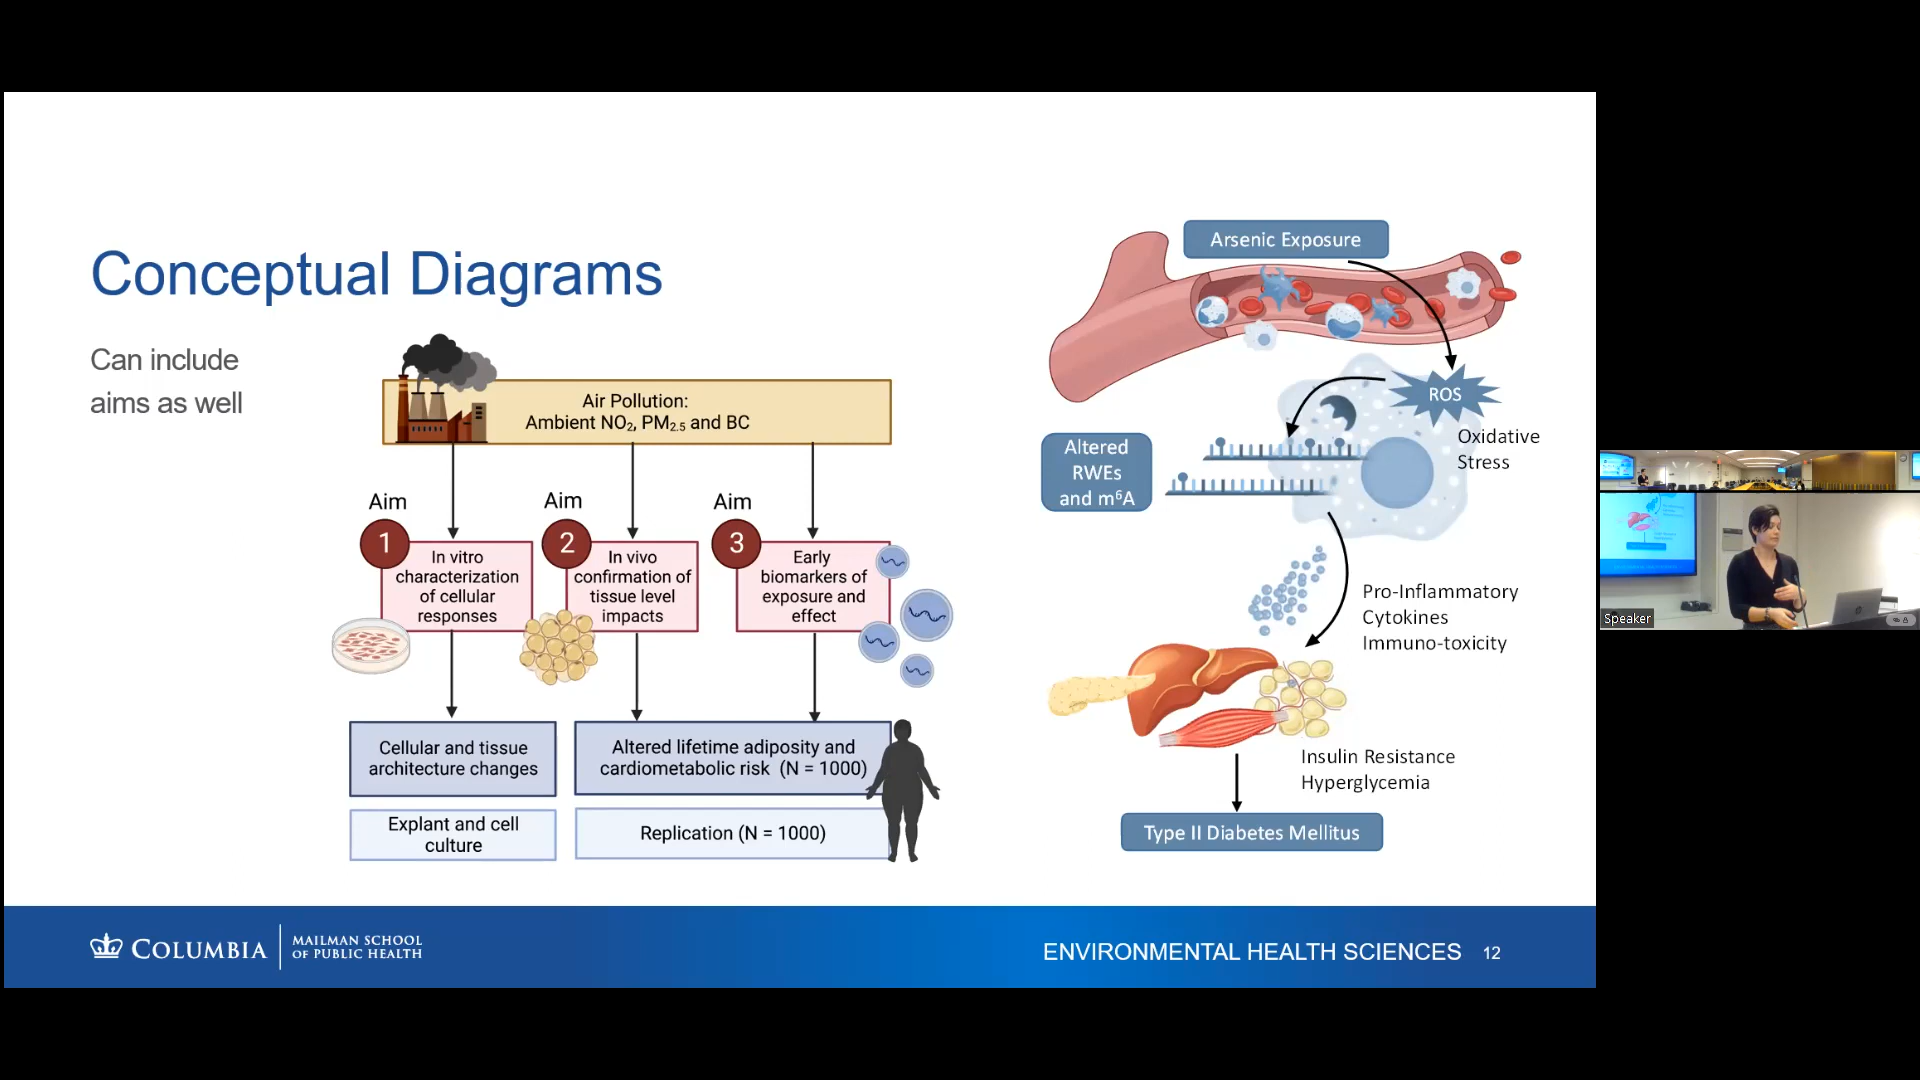 Conceptual Diagrams
Can include
aims as well
Air Pollution:
Ambient NO₂, PM₂.₅ and BC
Aim
1
In vitro
characterization
of cellular
responses
Aim
2
In vivo
confirmation of
tissue level
impacts
Aim
3
Early
biomarkers of
exposure and
effect
Cellular and tissue
architecture changes
Altered lifetime adiposity and
cardiometabolic risk (N = 1000)
Explant and cell
culture
Replication (N = 1000)
Arsenic Exposure
ROS
Oxidative
Stress
Altered
RWEs
and m⁶A
Pro-Inflammatory
Cytokines
Immuno-toxicity
Insulin Resistance
Hyperglycemia
Type II Diabetes Mellitus
COLUMBIA
MAILMAN SCHOOL
OF PUBLIC HEALTH
ENVIRONMENTAL HEALTH SCIENCES 12
Speaker